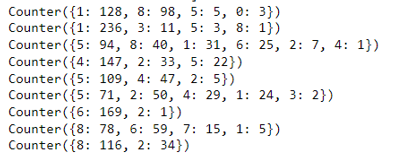 Counter({1: 128, 8: 98, 5: 5, 0: 3})
Counter({1: 236, 3: 11, 5: 3, 8: 1})
Counter({5: 94, 8: 40, 1: 31, 6: 25, 2: 7, 4: 1})
Counter({4: 147, 2: 33, 5: 22})
Counter({5: 109, 4: 47, 2: 5})
Counter({5: 71, 2: 50, 4: 29, 1: 24, 3: 2})
Counter({6: 169, 2: 1})
Counter({8: 78, 6: 59, 7: 15, 1: 5})
Counter({8: 116, 2: 34})